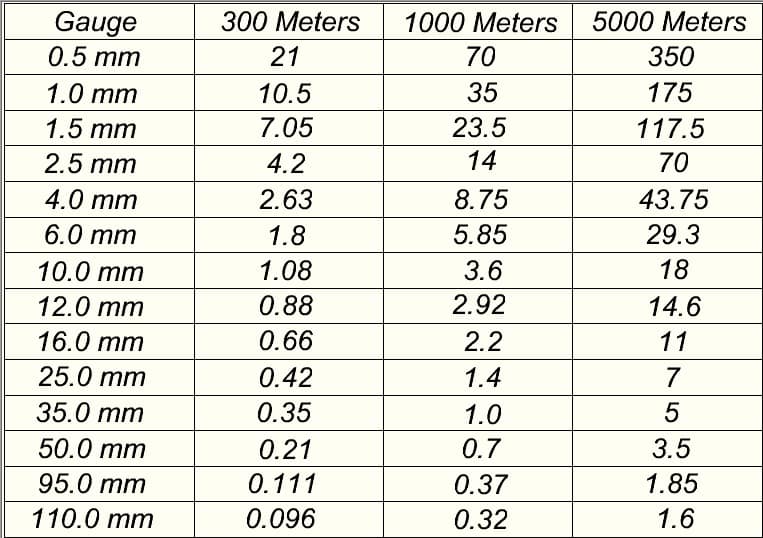 Gauge 300 Meters 1000 Meters 5000 Meters
0.5 mm 21 70 350
1.0 mm 10.5 35 175
1.5 mm 7.05 23.5 117.5
2.5 mm 4.2 14 70
4.0 mm 2.63 8.75 43.75
6.0 mm 1.8 5.85 29.3
10.0 mm 1.08 3.6 18
12.0 mm 0.88 2.92 14.6
16.0 mm 0.66 2.2 11
25.0 mm 0.42 1.4 7
35.0 mm 0.35 1.0 5
50.0 mm 0.21 0.7 3.5
95.0 mm 0.111 0.37 1.85
110.0 mm 0.096 0.32 1.6